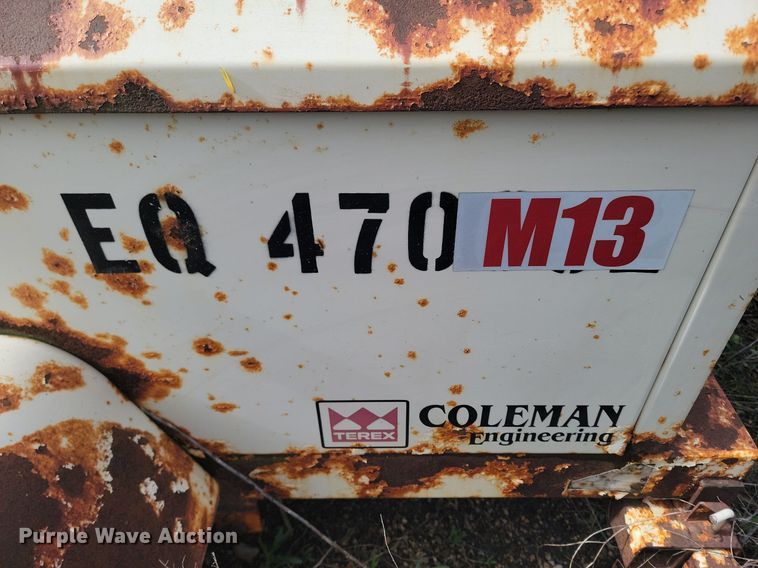 EQ 470 M13
TEREX COLEMAN
Engineering
Purple Wave Auction